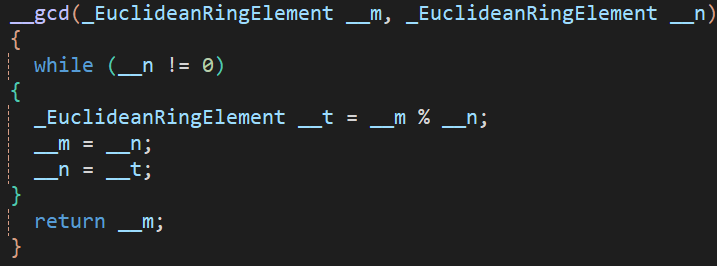 __gcd(_EuclideanRingElement __m, _EuclideanRingElement __n)
{
while (__n != 0)
{
_EuclideanRingElement __t = __m % __n;
__m = __n;
__n = __t;
}
return __m;
}